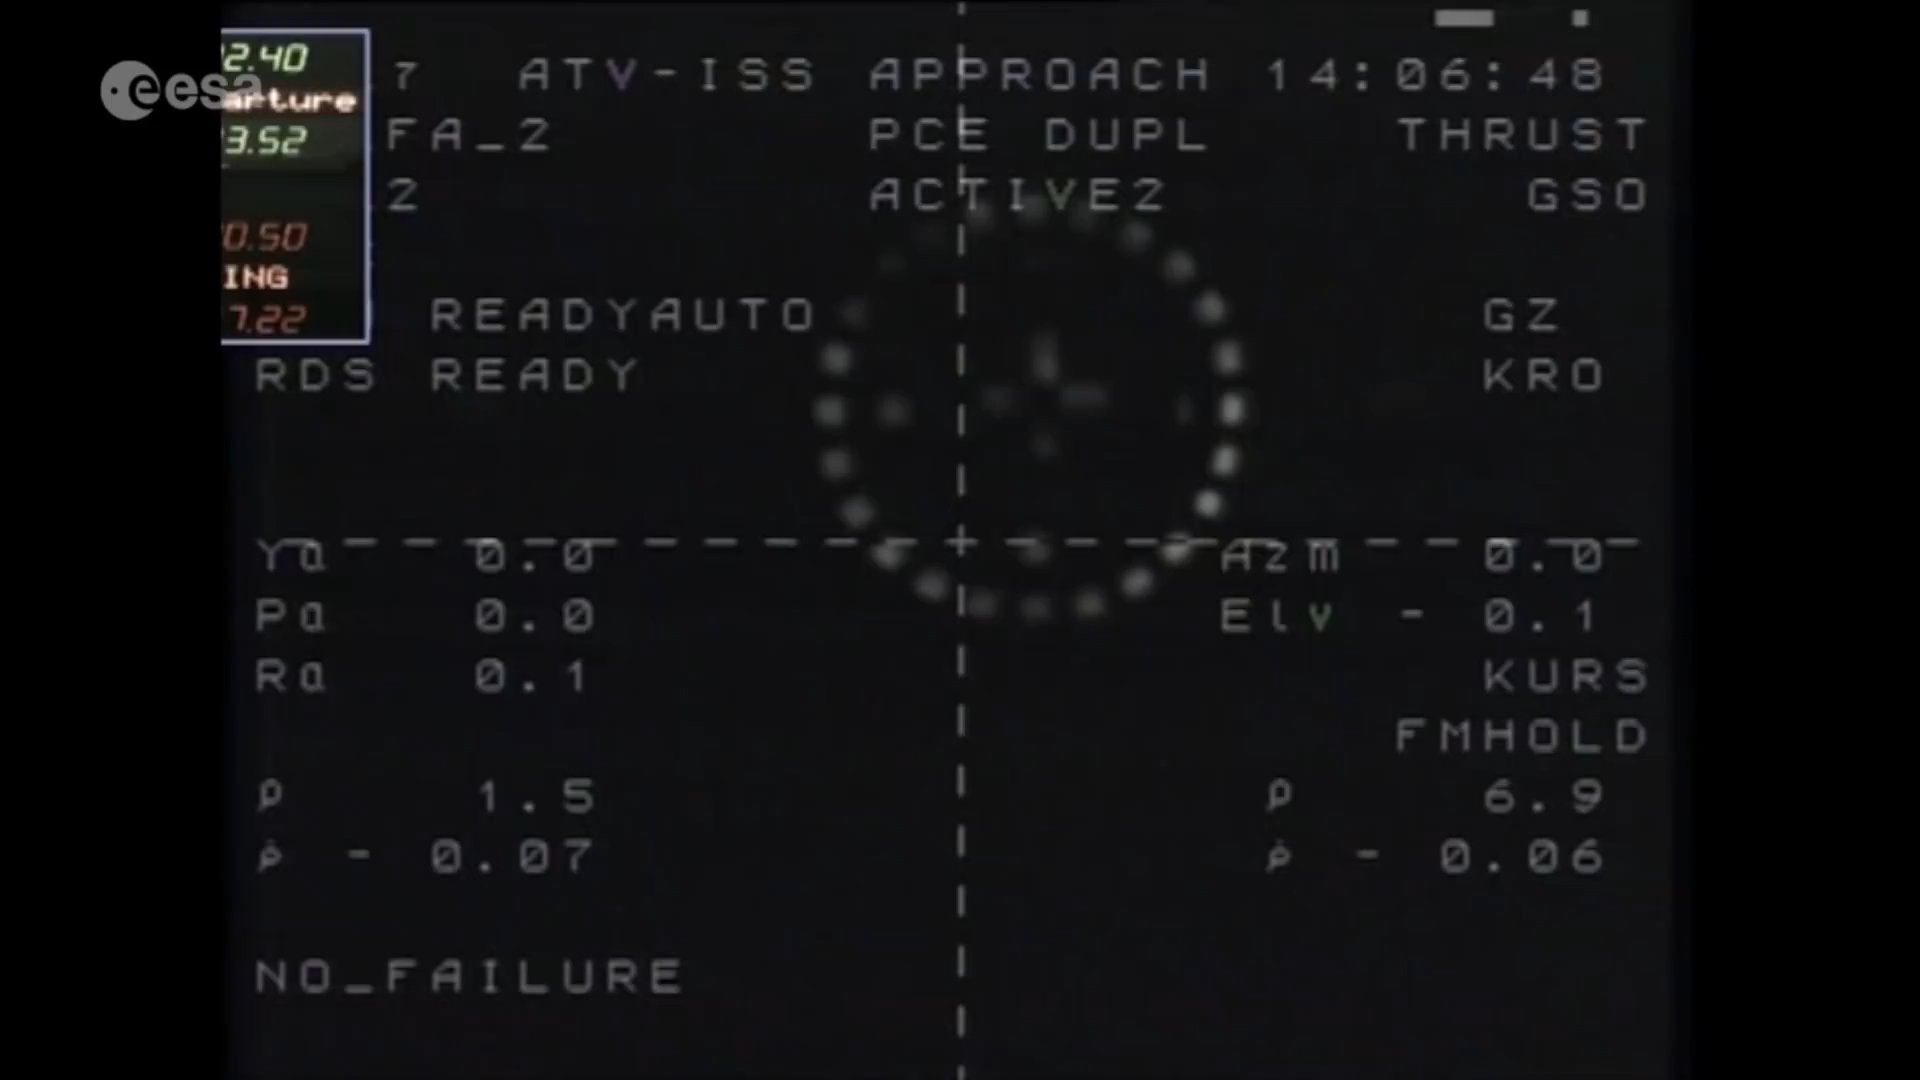 esa
2.40
arture
3.52
0.50
ING
7.22
7 ATV-ISS APPROACH 14:06:48
FA_2 PCE DUPL THRUST
2 ACTIVE2 GSO
READYAUTO GZ
RDS READY KRO
Ya 0.0 Azm 0.0
Pa 0.0 Elv - 0.1
Ra 0.1 KURS
FMHOLD
ρ 1.5 ρ 6.9
ρ̇ - 0.07 ρ̇ - 0.06
NO_FAILURE